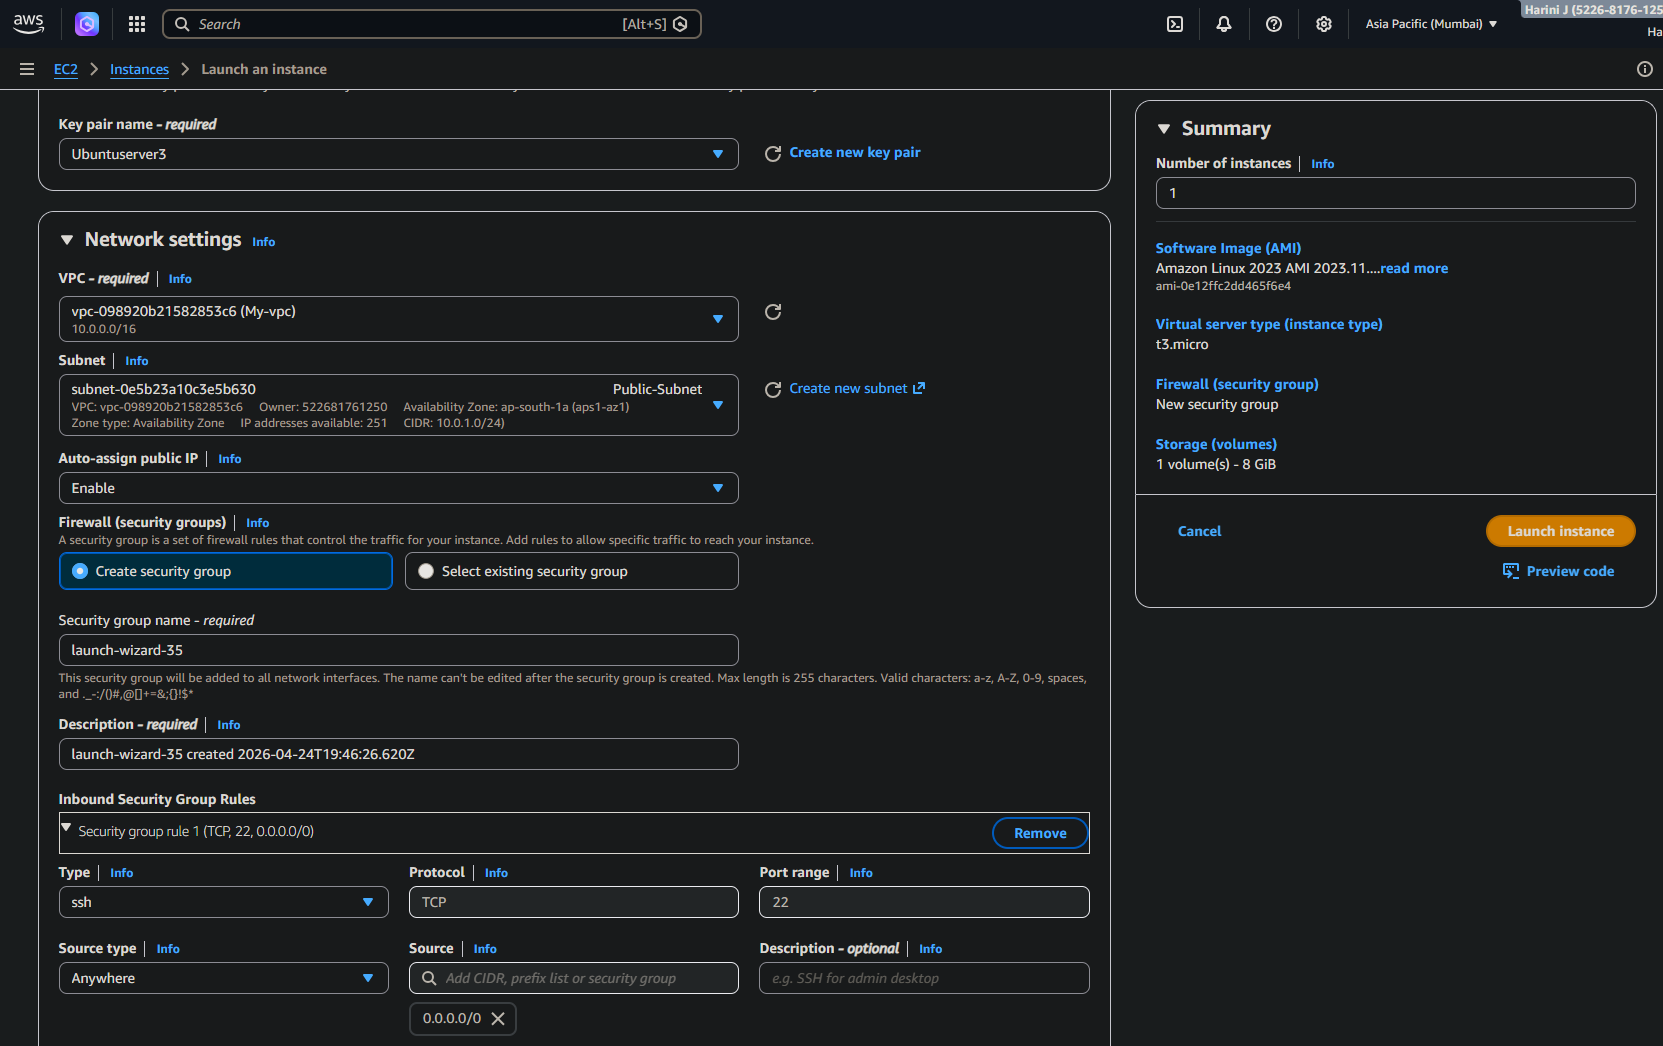 aws
Search [Alt+S]
Asia Pacific (Mumbai)
Harini J (5226-8176-125
Ha
EC2 > Instances > Launch an instance
Key pair name - required
Ubuntuserver3
Create new key pair
Network settings Info
VPC - required | Info
vpc-098920b21582853c6 (My-vpc)
10.0.0.0/16
Subnet | Info
subnet-0e5b23a10c3e5b630 Public-Subnet
VPC: vpc-098920b21582853c6 Owner: 522681761250 Availability Zone: ap-south-1a (aps1-az1)
Zone type: Availability Zone IP addresses available: 251 CIDR: 10.0.1.0/24)
Create new subnet
Auto-assign public IP | Info
Enable
Firewall (security groups) | Info
A security group is a set of firewall rules that control the traffic for your instance. Add rules to allow specific traffic to reach your instance.
Create security group
Select existing security group
Security group name - required
launch-wizard-35
This security group will be added to all network interfaces. The name can't be edited after the security group is created. Max length is 255 characters. Valid characters: a-z, A-Z, 0-9, spaces,
and ._-:/()#,@[]+=&;{}!$*
Description - required | Info
launch-wizard-35 created 2026-04-24T19:46:26.620Z
Inbound Security Group Rules
Security group rule 1 (TCP, 22, 0.0.0.0/0)
Remove
Type | Info
Protocol | Info
Port range | Info
ssh
TCP
22
Source type | Info
Source | Info
Description - optional | Info
Anywhere
Add CIDR, prefix list or security group
e.g. SSH for admin desktop
0.0.0.0/0
Summary
Number of instances | Info
1
Software Image (AMI)
Amazon Linux 2023 AMI 2023.11....read more
ami-0e12ffc2dd465f6e4
Virtual server type (instance type)
t3.micro
Firewall (security group)
New security group
Storage (volumes)
1 volume(s) - 8 GiB
Cancel
Launch instance
Preview code